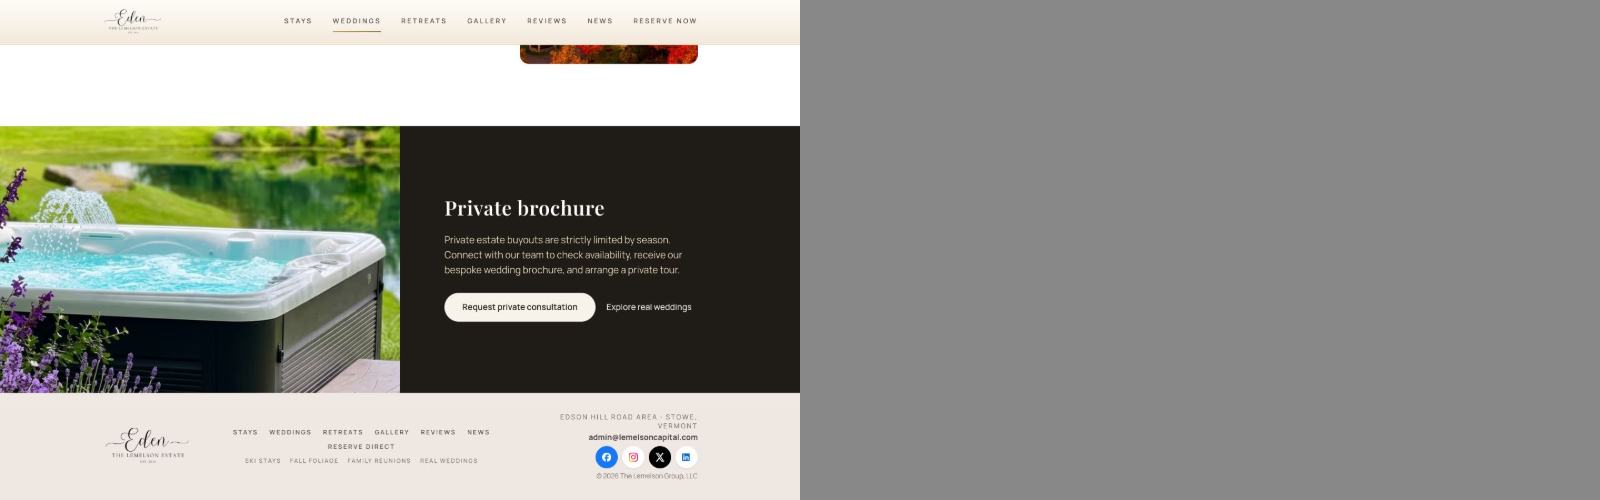 Eden
THE LEMELSON ESTATE
STAYS WEDDINGS RETREATS GALLERY REVIEWS NEWS RESERVE NOW
Private brochure
Private estate buyouts are strictly limited by season.
Connect with our team to check availability, receive our
bespoke wedding brochure, and arrange a private tour.
Request private consultation Explore real weddings
Eden
THE LEMELSON ESTATE
STAYS WEDDINGS RETREATS GALLERY REVIEWS NEWS
RESERVE DIRECT
SKI STAYS FALL FOLIAGE FAMILY REUNIONS REAL WEDDINGS
EDSON HILL ROAD AREA · STOWE,
VERMONT
admin@lemelsoncapital.com
© 2026 The Lemelson Group, LLC